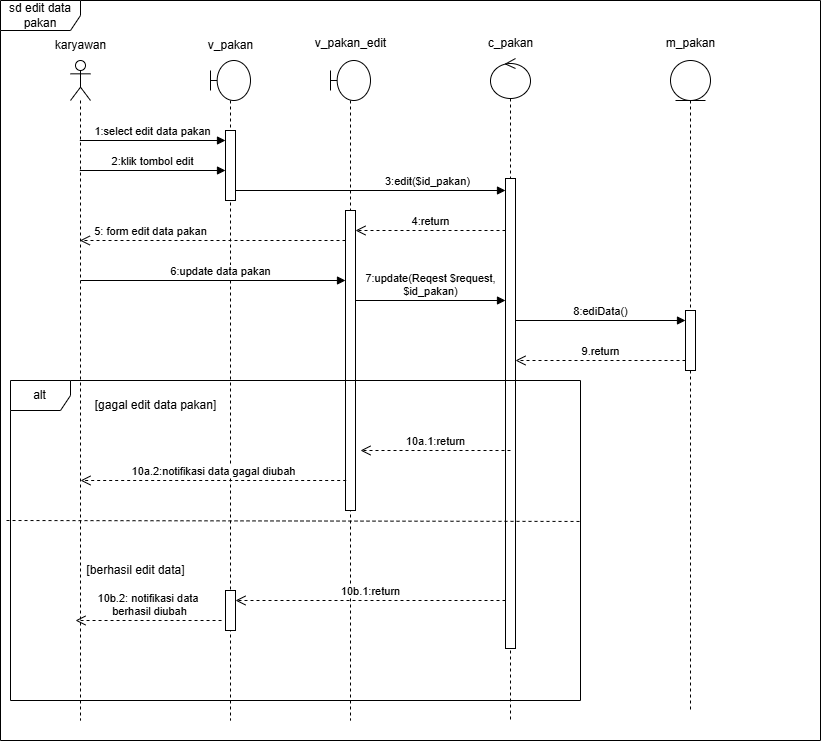 sd edit data
pakan
karyawan
v_pakan
v_pakan_edit
c_pakan
m_pakan
1:select edit data pakan
2:klik tombol edit
3:edit($id_pakan)
4:return
5: form edit data pakan
6:update data pakan
7:update(Reqest $request,
$id_pakan)
8:ediData()
9.return
alt
[gagal edit data pakan]
10a.1:return
10a.2:notifikasi data gagal diubah
[berhasil edit data]
10b.1:return
10b.2: notifikasi data
berhasil diubah